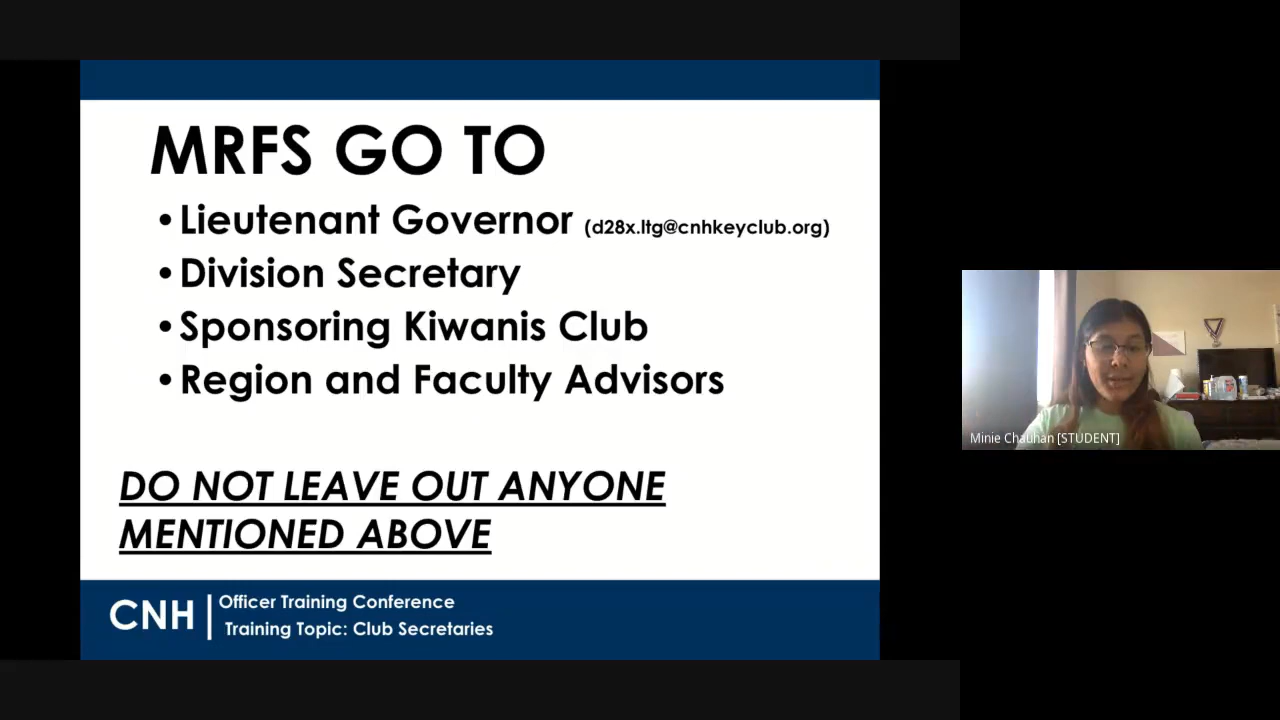 MRFS GO TO
•Lieutenant Governor (d28x.ltg@cnhkeyclub.org)
•Division Secretary
•Sponsoring Kiwanis Club
•Region and Faculty Advisors
DO NOT LEAVE OUT ANYONE
MENTIONED ABOVE
CNH
Officer Training Conference
Training Topic: Club Secretaries
Minie Chauhan [STUDENT]